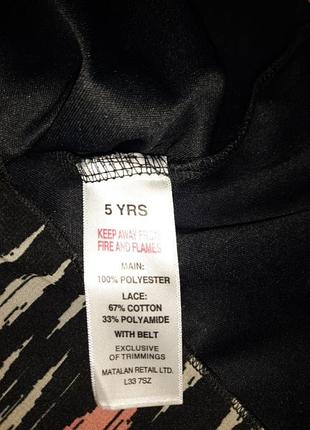 5 YRS
KEEP AWAY FROM
FIRE AND FLAMES
MAIN:
100% POLYESTER
LACE:
67% COTTON
33% POLYAMIDE
WITH BELT
EXCLUSIVE
OF TRIMMINGS
MATALAN RETAIL LTD.
L33 7SZ